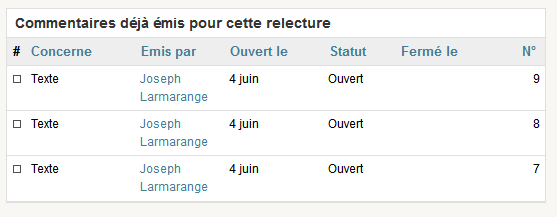 Commentaires déjà émis pour cette relecture
# Concerne Emis par Ouvert le Statut Fermé le N°
Texte Joseph Larmarange 4 juin Ouvert 9
Texte Joseph Larmarange 4 juin Ouvert 8
Texte Joseph Larmarange 4 juin Ouvert 7